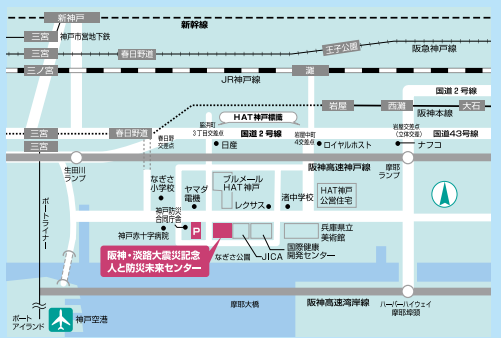 新神戸
新幹線
三宮
神戸市営地下鉄
三宮
春日野道
王子公園
阪急神戸線
三ノ宮
JR神戸線
灘
国道2号線
HAT神戸標識
岩屋
西灘
大石
阪神本線
三宮
春日野道
春日野
交差点
脇浜町
3丁目交差点
国道2号線
岩屋中町
4交差点
岩屋交差点
(立体交差)
国道43号線
三宮
日産
ロイヤルホスト
ナフコ
生田川
ランプ
阪神高速神戸線
摩耶
ランプ
なぎさ
小学校
ヤマダ
電機
ブルメール
HAT神戸
レクサス
渚中学校
HAT神戸
公営住宅
ポートライナー
神戸防災
合同庁舎
神戸赤十字病院
P
兵庫県立
美術館
阪神・淡路大震災記念
人と防災未来センター
なぎさ公園
JICA
国際健康
開発センター
摩耶大橋
阪神高速湾岸線
ハーバーハイウェイ
摩耶埠頭
ポート
アイランド
神戸空港